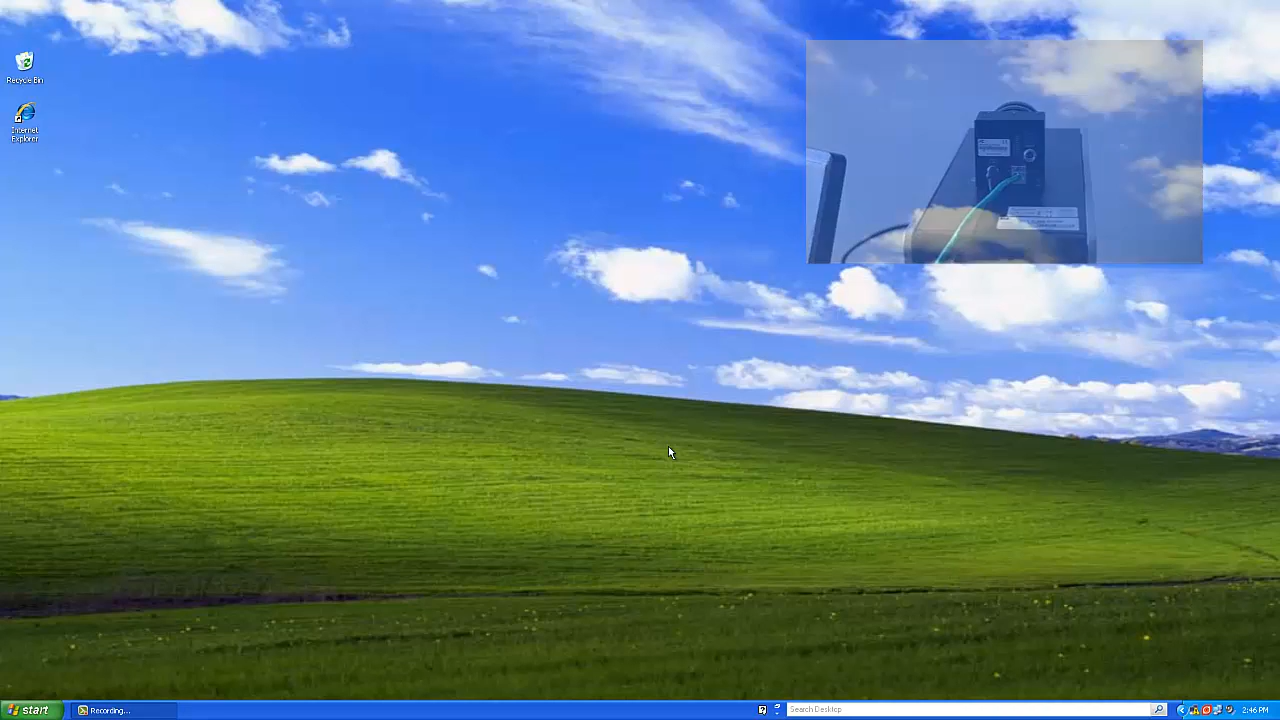 Recycle Bin
Internet
Explorer
start
Recording...
Search Desktop
2:46 PM